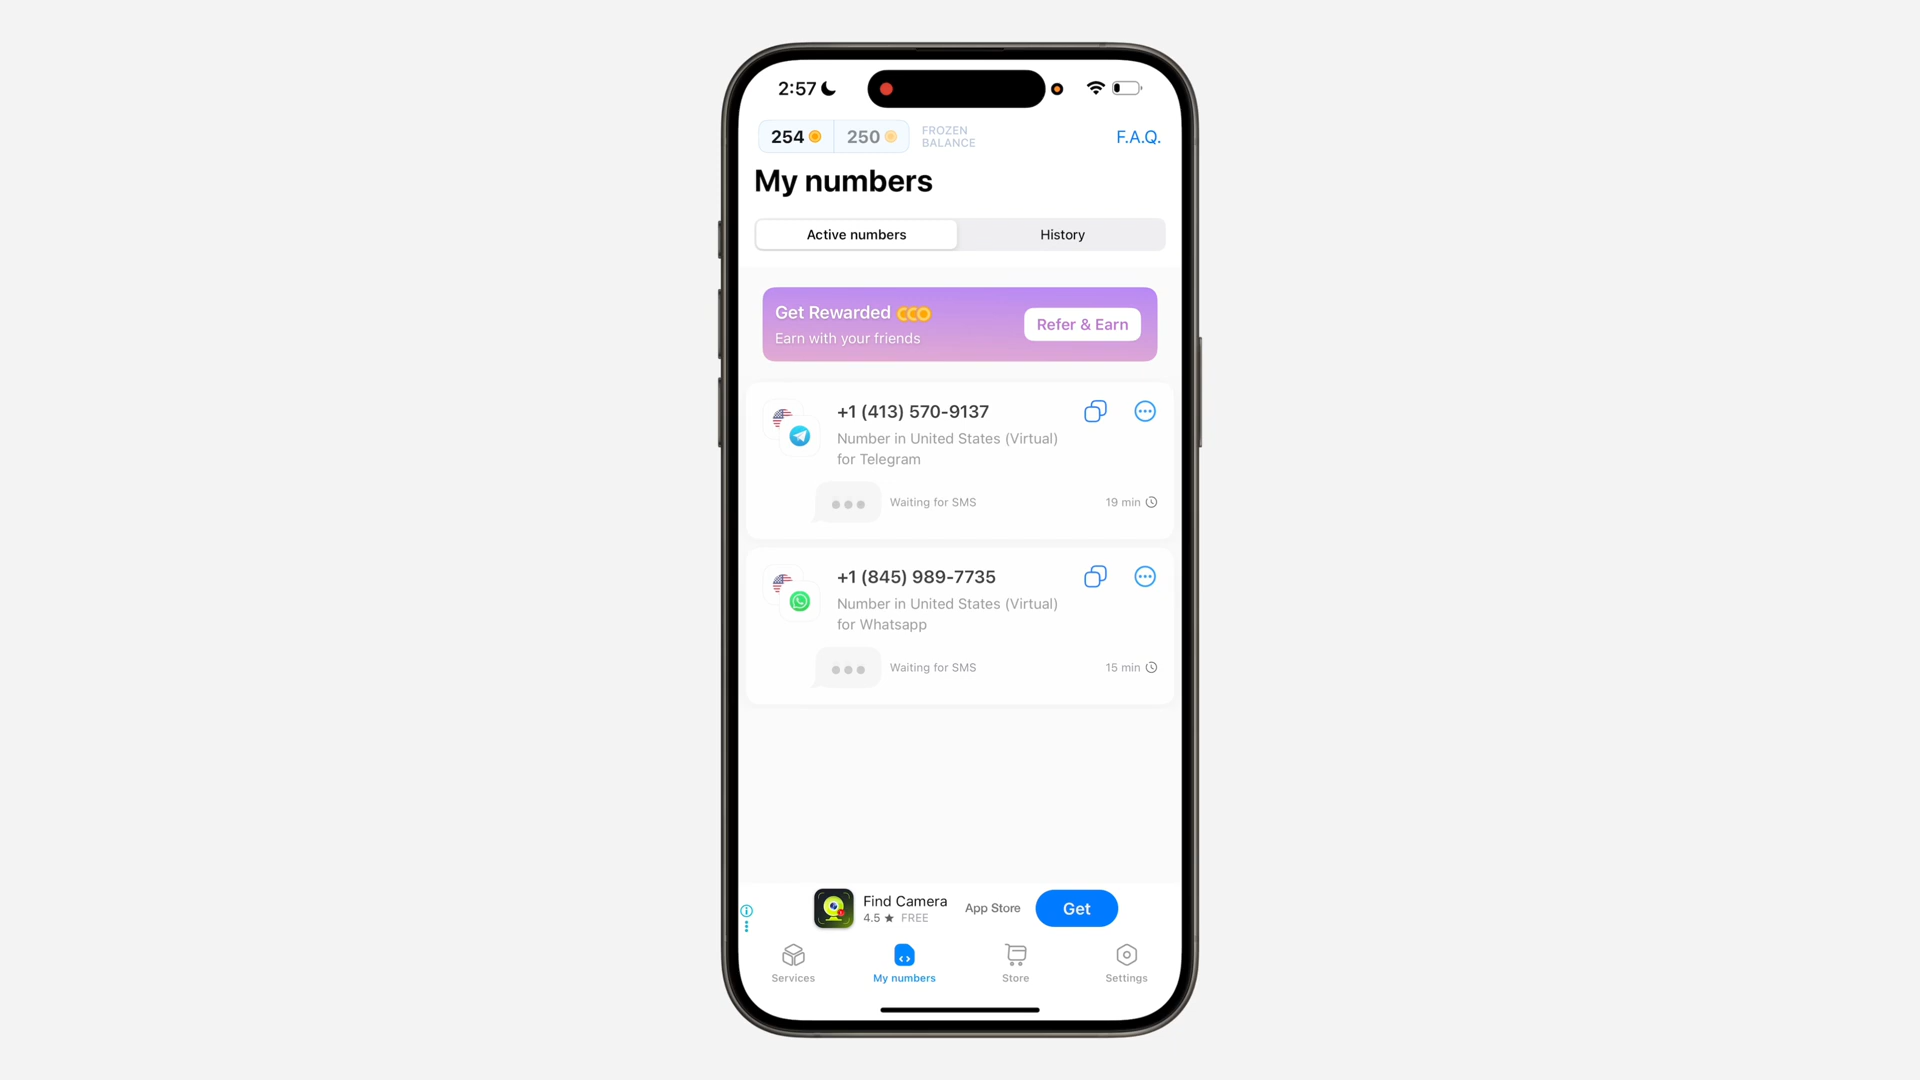 2:57
254 250 FROZEN BALANCE F.A.Q.
My numbers
Active numbers History
Get Rewarded
Earn with your friends
Refer & Earn
+1 (413) 570-9137
Number in United States (Virtual)
for Telegram
Waiting for SMS 19 min
+1 (845) 989-7735
Number in United States (Virtual)
for Whatsapp
Waiting for SMS 15 min
Find Camera
4.5 ★ FREE
App Store
Get
Services My numbers Store Settings